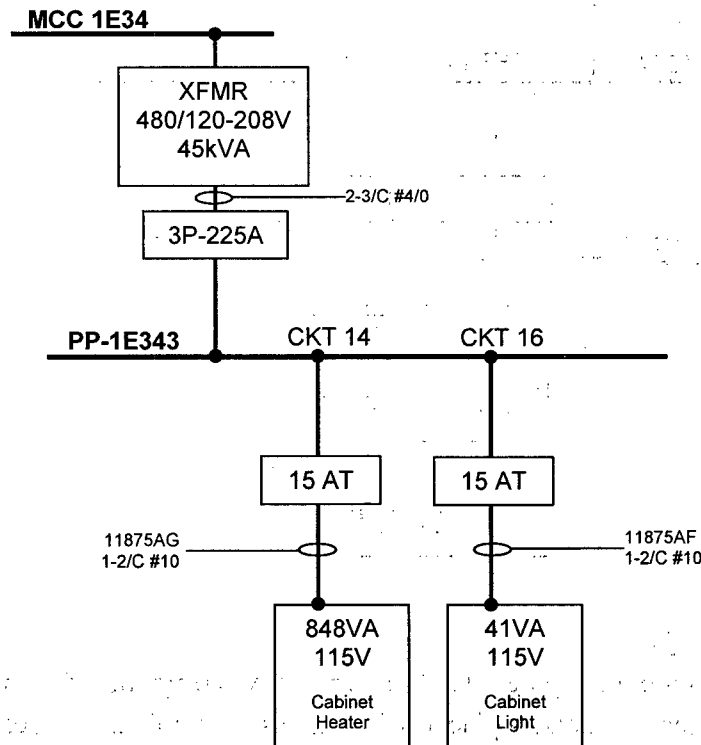 MCC 1E34
XFMR
480/120-208V
45kVA
2-3/C #4/0
3P-225A
PP-1E343
CKT 14
CKT 16
15 AT
15 AT
11875AG
1-2/C #10
11875AF
1-2/C #10
848VA
115V
Cabinet
Heater
41VA
115V
Cabinet
Light